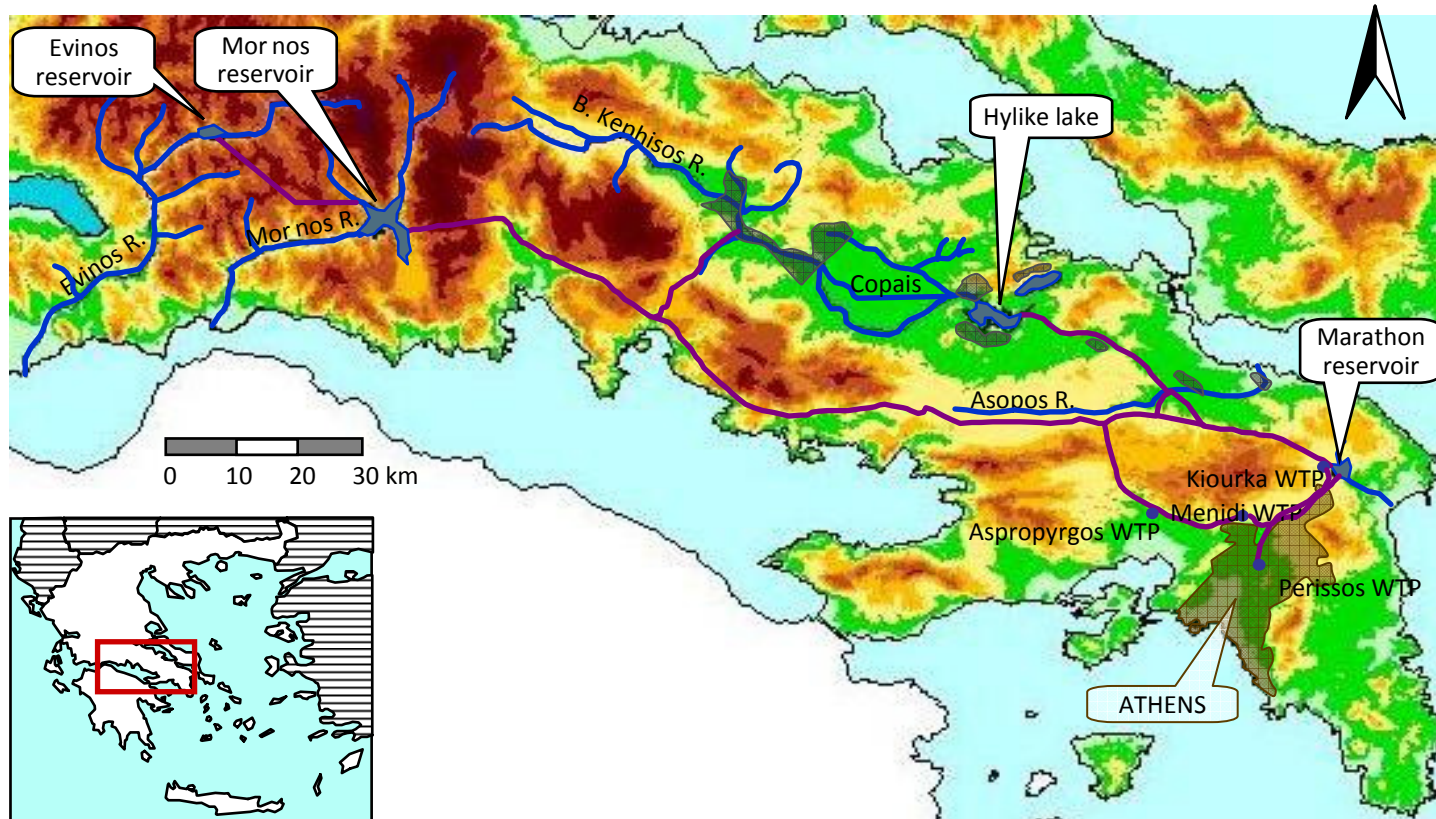 Evinos
reservoir
Mor nos
reservoir
B. Kephisos R.
Hylike lake
Mor nos R.
Evinos R.
Copais
Marathon
reservoir
Asopos R.
0 10 20 30 km
Kiourka WTP
Menidi WTP
Aspropyrgos WTP
Perissos WTP
ATHENS